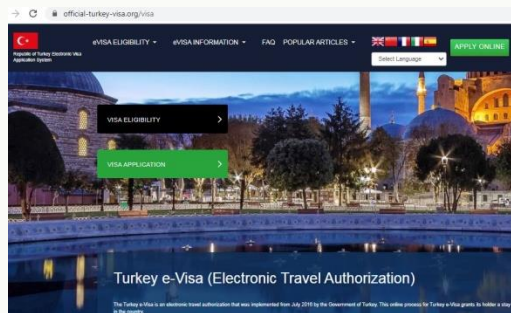 official-turkey-visa.org/visa
eVISA ELIGIBILITY
eVISA INFORMATION
FAQ
POPULAR ARTICLES
APPLY ONLINE
Republic of Turkey Electronic Visa
Application System
Select Language
VISA ELIGIBILITY
VISA APPLICATION
Turkey e-Visa (Electronic Travel Authorization)
The Turkey e-Visa is an electronic travel authorization that was implemented from July 2016 by the Government of Turkey. This online process for Turkey e-Visa grants its holder a stay
in the country